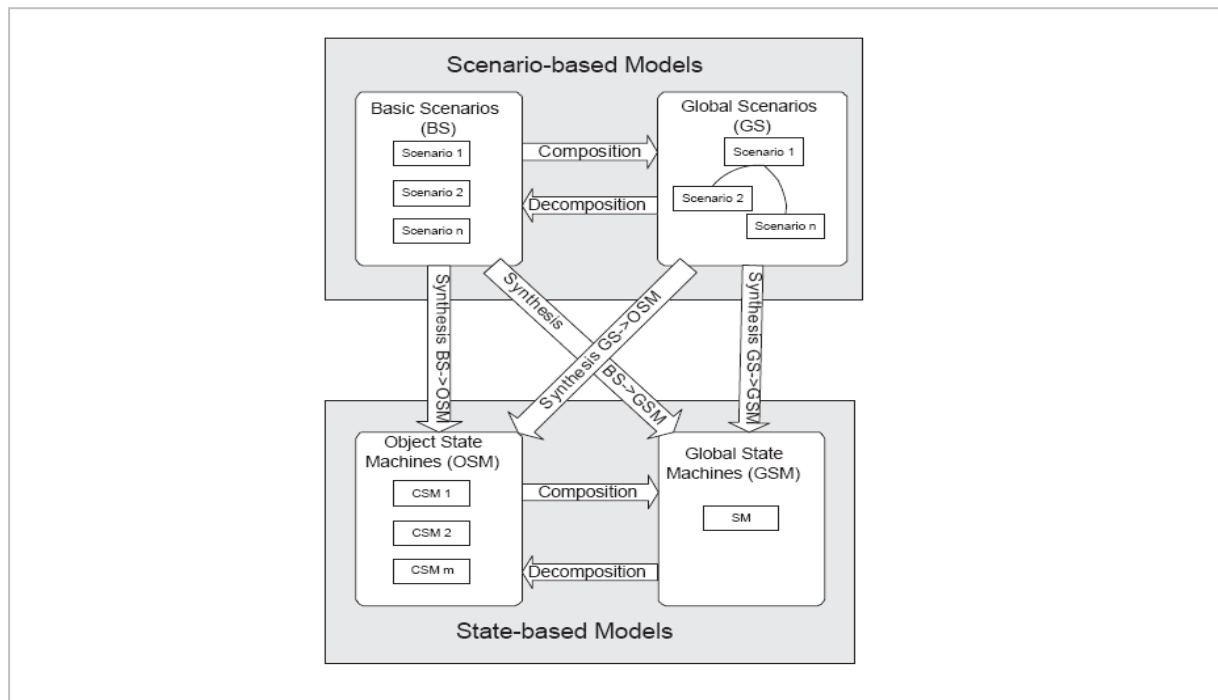 Scenario-based Models
Basic Scenarios
(BS)
Scenario 1
Scenario 2
Scenario n
Composition
Decomposition
Global Scenarios
(GS)
Scenario 1
Scenario 2
Scenario n
Synthesis BS->OSM
Synthesis BS->GSM
Synthesis GS->OSM
Synthesis GS->GSM
Object State
Machines (OSM)
CSM 1
CSM 2
CSM m
Composition
Decomposition
Global State
Machines (GSM)
SM
State-based Models